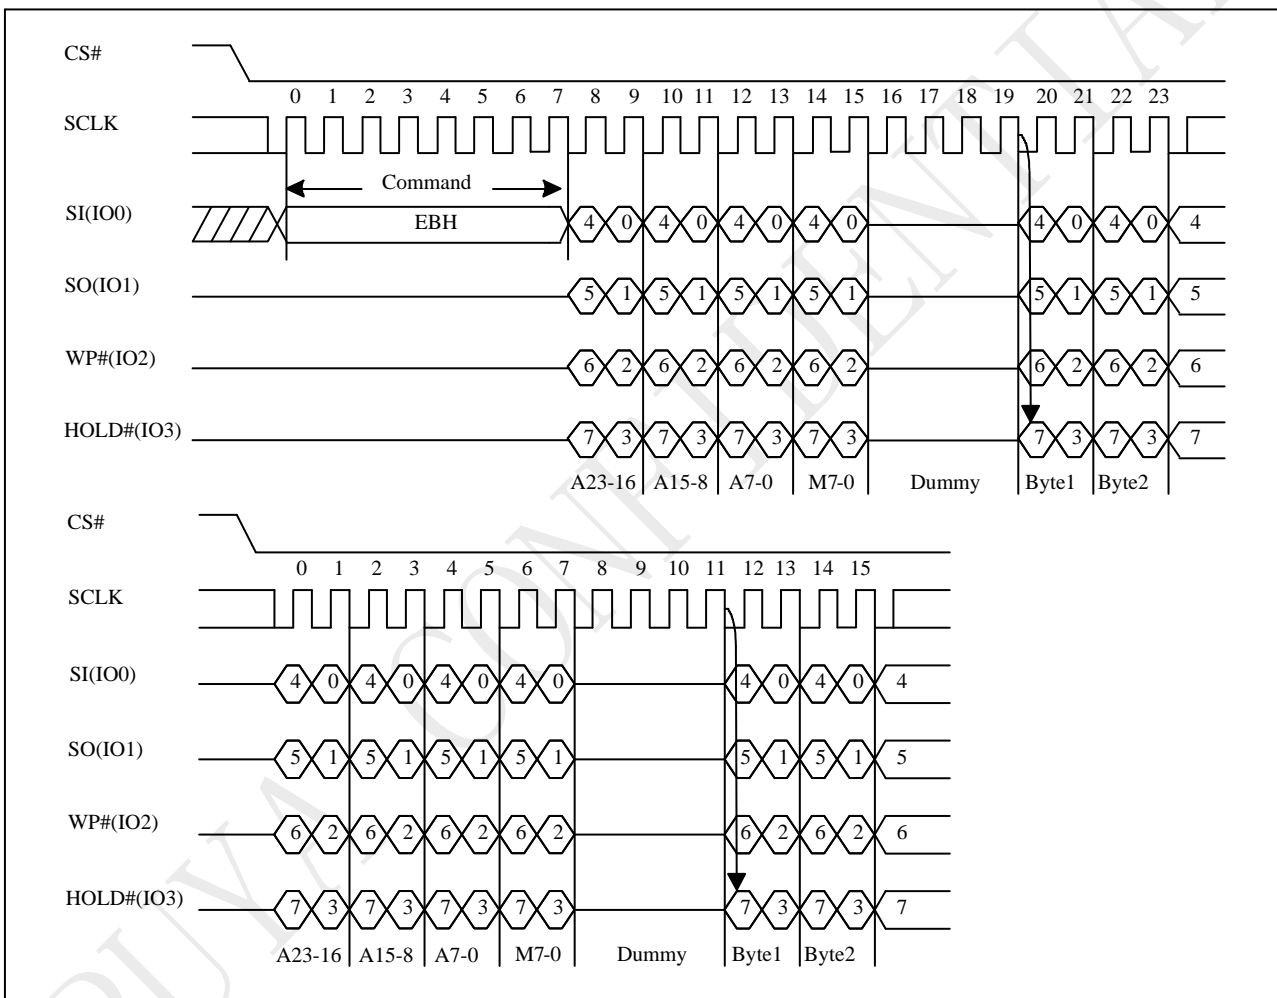 CS#
0 1 2 3 4 5 6 7 8 9 10 11 12 13 14 15 16 17 18 19 20 21 22 23
SCLK
Command
SI(IO0) EBH 4 0 4 0 4 0 4 0 4 0 4 0 4
SO(IO1) 5 1 5 1 5 1 5 1 5 1 5 1 5
WP#(IO2) 6 2 6 2 6 2 6 2 6 2 6 2 6
HOLD#(IO3) 7 3 7 3 7 3 7 3 7 3 7 3 7
A23-16 A15-8 A7-0 M7-0 Dummy Byte1 Byte2
CS#
0 1 2 3 4 5 6 7 8 9 10 11 12 13 14 15
SCLK
SI(IO0) 4 0 4 0 4 0 4 0 4 0 4 0 4
SO(IO1) 5 1 5 1 5 1 5 1 5 1 5 1 5
WP#(IO2) 6 2 6 2 6 2 6 2 6 2 6 2 6
HOLD#(IO3) 7 3 7 3 7 3 7 3 7 3 7 3 7
A23-16 A15-8 A7-0 M7-0 Dummy Byte1 Byte2
PUYA CONFIDENTIAL